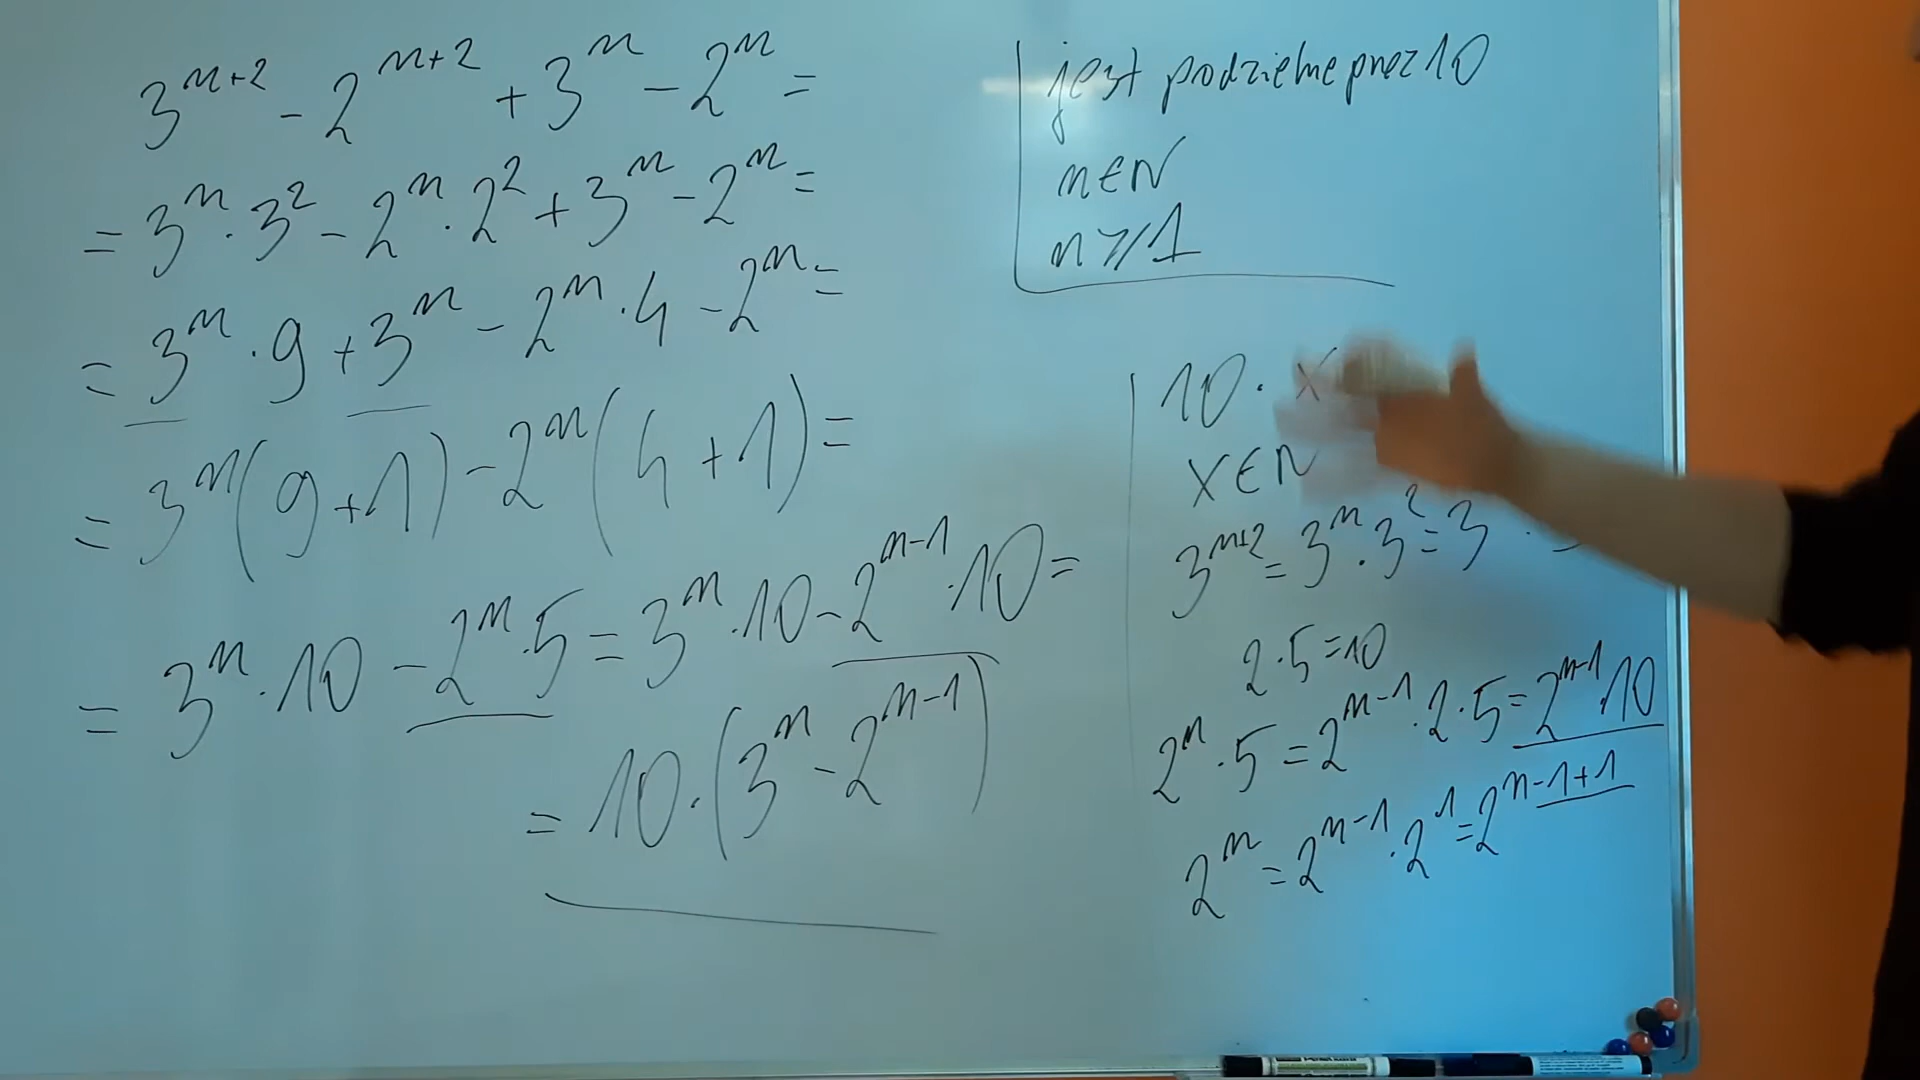 3^{n+2} - 2^{n+2} + 3^n - 2^n =
= 3^n · 3^2 - 2^n · 2^2 + 3^n - 2^n =
= 3^n · 9 + 3^n - 2^n · 4 - 2^n =
= 3^n (9 + 1) - 2^n (4 + 1) =
= 3^n · 10 - 2^n · 5 = 3^n · 10 - 2^{n-1} · 10 =
= 10 · (3^n - 2^{n-1})
jest podzielne przez 10
n ∈ N
n ⩾ 1
10 · x
x ∈ N
3^{n+2} = 3^n · 3^2 = 3 ·
2 · 5 = 10
2^n · 5 = 2^{n-1} · 2 · 5 = 2^{n-1} · 10
2^n = 2^{n-1} · 2^1 = 2^{n-1+1}